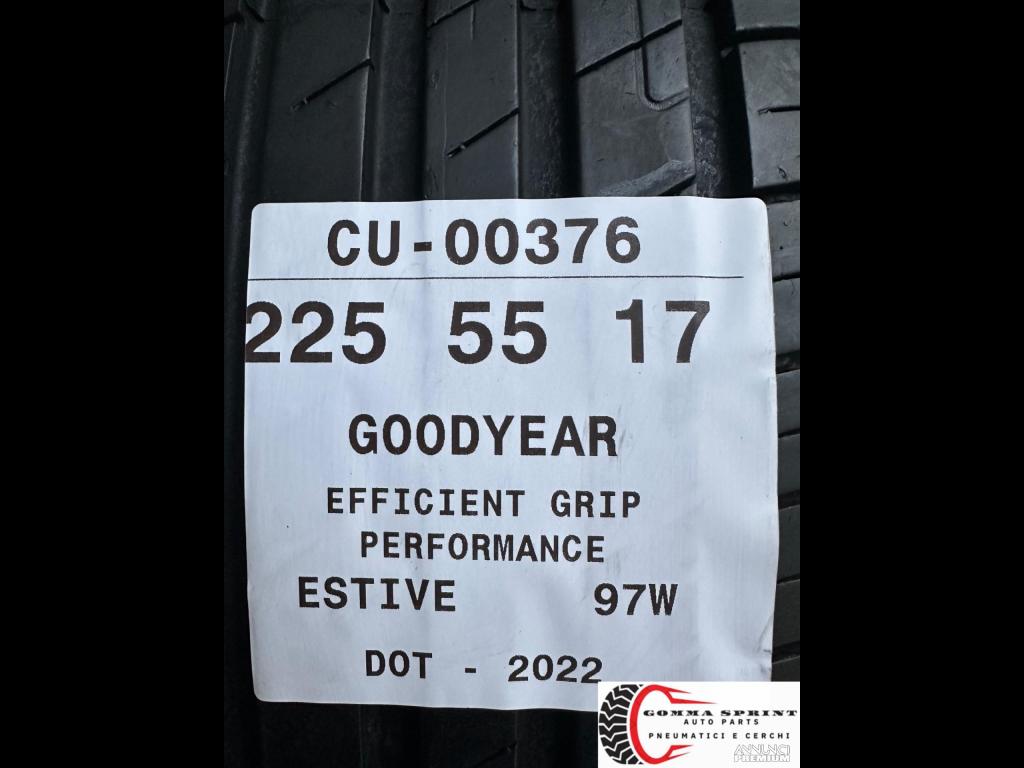 CU-00376
225 55 17
GOODYEAR
EFFICIENT GRIP
PERFORMANCE
ESTIVE 97W
DOT - 2022
GOMMA SPRINT
AUTO PARTS
PNEUMATICI E CERCHI
ANNUNCI
PREMIUM